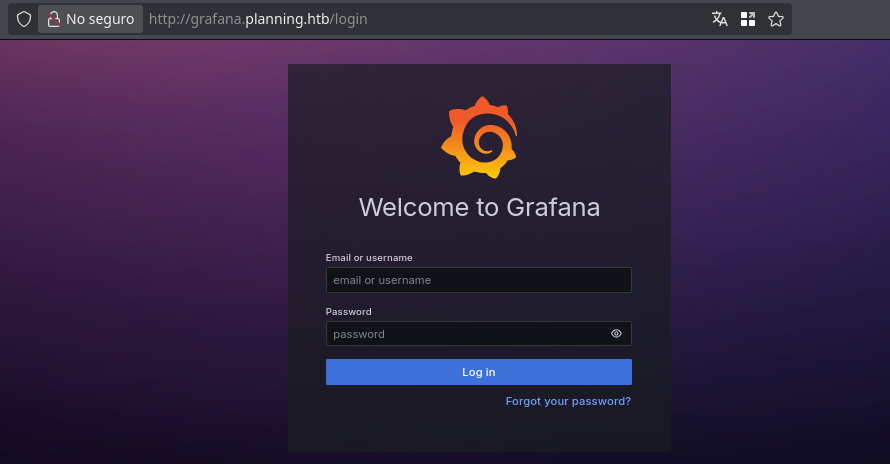 No seguro http://grafana.planning.htb/login
Welcome to Grafana
Email or username
email or username
Password
password
Log in
Forgot your password?